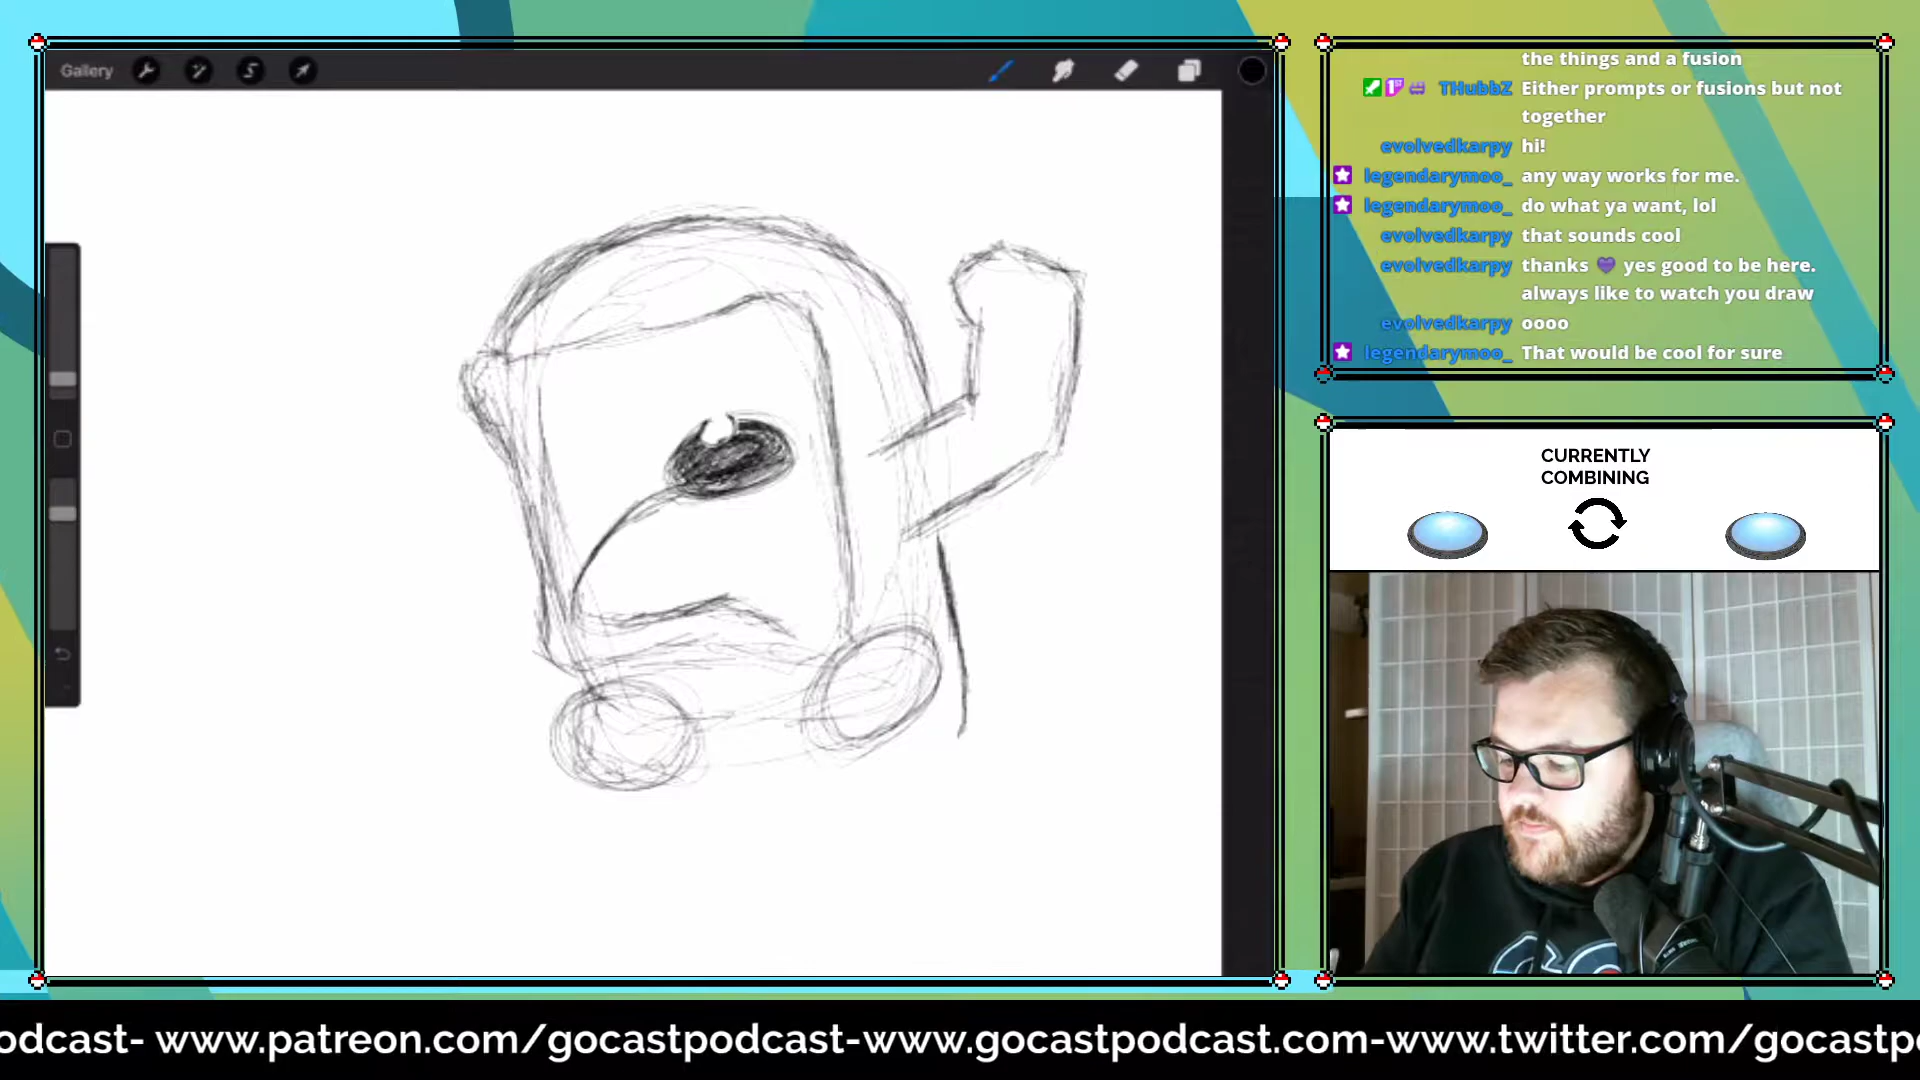 Gallery
the things and a fusion
THubbZ Either prompts or fusions but not
together
evolvedkarpy hi!
legendarymoo_ any way works for me.
legendarymoo_ do what ya want, lol
evolvedkarpy that sounds cool
evolvedkarpy thanks 💜 yes good to be here.
always like to watch you draw
evolvedkarpy oooo
legendarymoo_ That would be cool for sure
CURRENTLY
COMBINING
odcast- www.patreon.com/gocastpodcast-www.gocastpodcast.com-www.twitter.com/gocastp